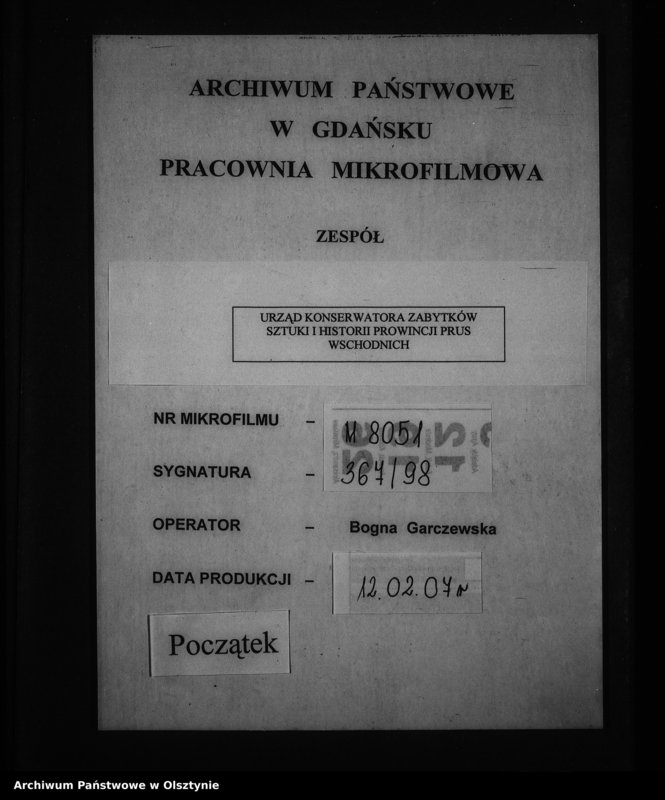 ARCHIWUM PAŃSTWOWE
W GDAŃSKU
PRACOWNIA MIKROFILMOWA
ZESPÓŁ
URZĄD KONSERWATORA ZABYTKÓW
SZTUKI I HISTORII PROWINCJI PRUS
WSCHODNICH
NR MIKROFILMU – M 8051
SYGNATURA – 367/98
OPERATOR – Bogna Garczewska
DATA PRODUKCJI – 12.02.07 r
Początek
Archiwum Państwowe w Olsztynie